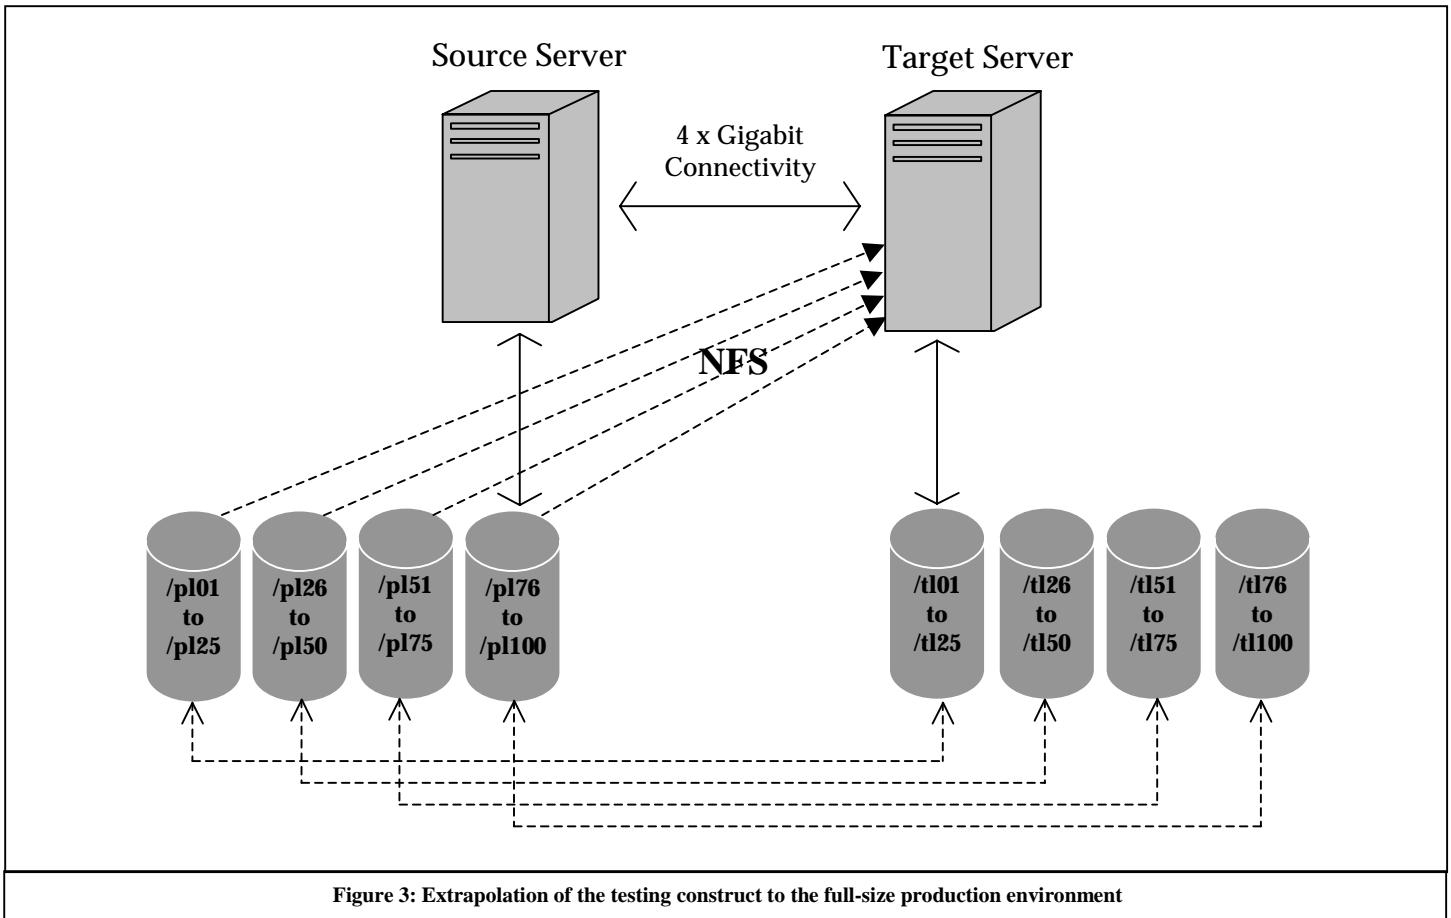 Source Server
Target Server
4 x Gigabit
Connectivity
NFS
/pl01
to
/pl25
/pl26
to
/pl50
/pl51
to
/pl75
/pl76
to
/pl100
/tl01
to
/tl25
/tl26
to
/tl50
/tl51
to
/tl75
/tl76
to
/tl100
Figure 3: Extrapolation of the testing construct to the full-size production environment